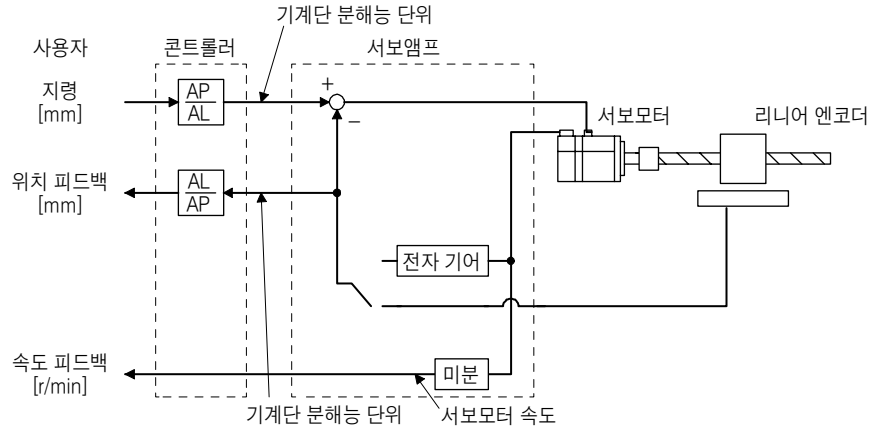 기계단 분해능 단위
사용자
콘트롤러
서보앰프
지령
[mm]
AP
AL
+
−
서보모터
리니어 엔코더
위치 피드백
[mm]
AL
AP
전자 기어
속도 피드백
[r/min]
미분
기계단 분해능 단위
서보모터 속도